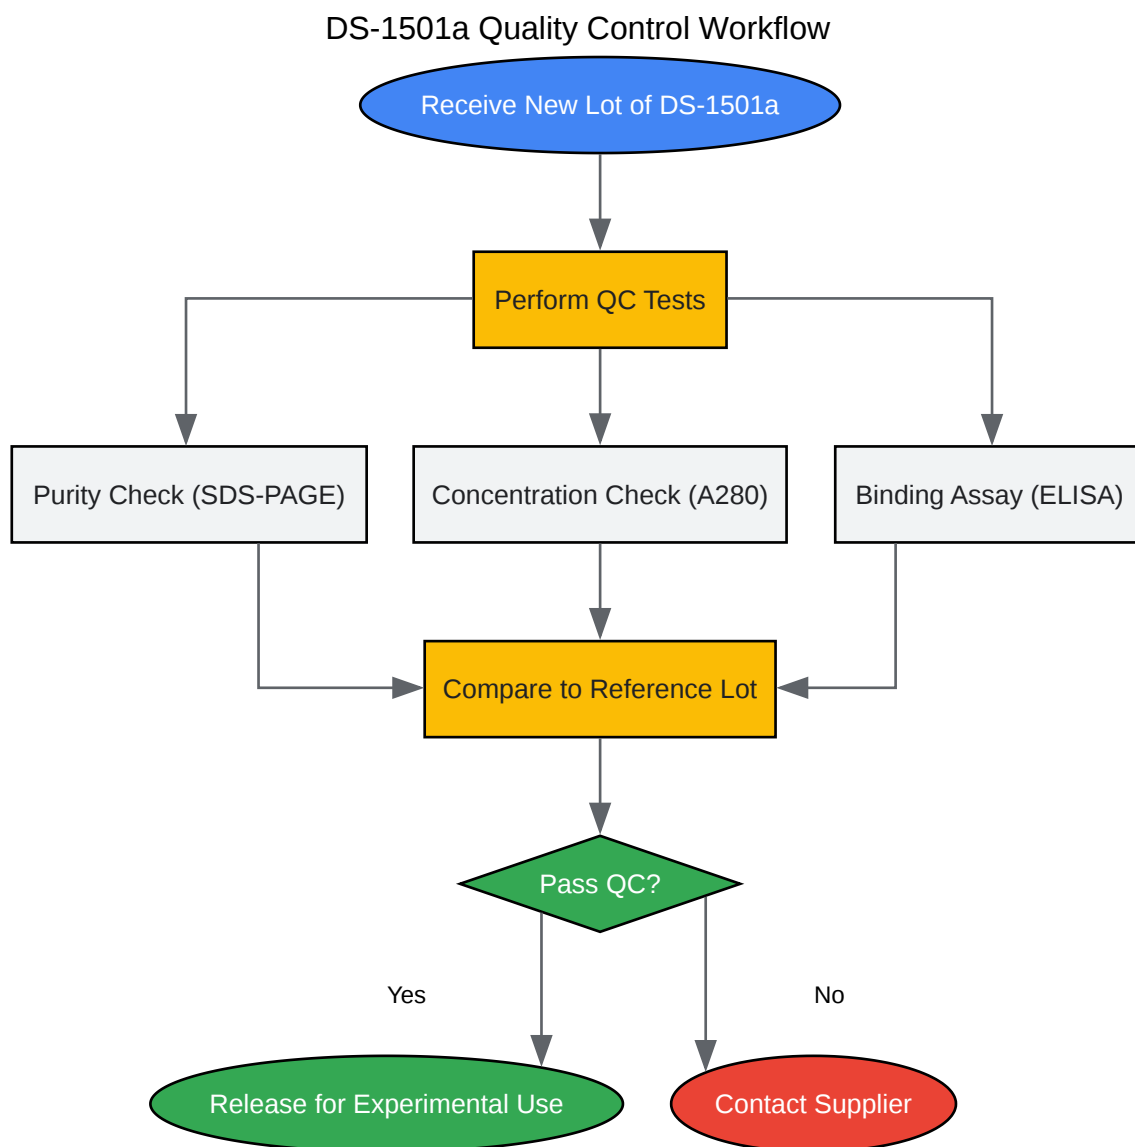 DS-1501a Quality Control Workflow
Receive New Lot of DS-1501a
Perform QC Tests
Purity Check (SDS-PAGE)
Concentration Check (A280)
Binding Assay (ELISA)
Compare to Reference Lot
Pass QC?
Yes
No
Release for Experimental Use
Contact Supplier